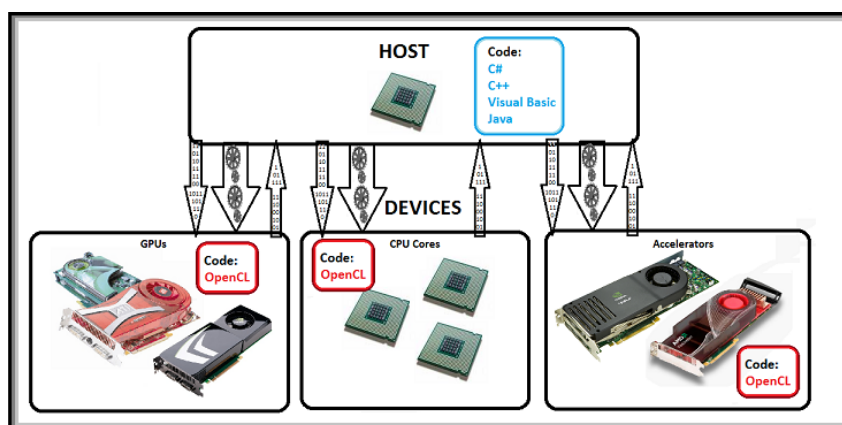 HOST
Code:
C#
C++
Visual Basic
Java
DEVICES
GPUs
Code:
OpenCL
Code:
OpenCL
CPU Cores
Accelerators
Code:
OpenCL